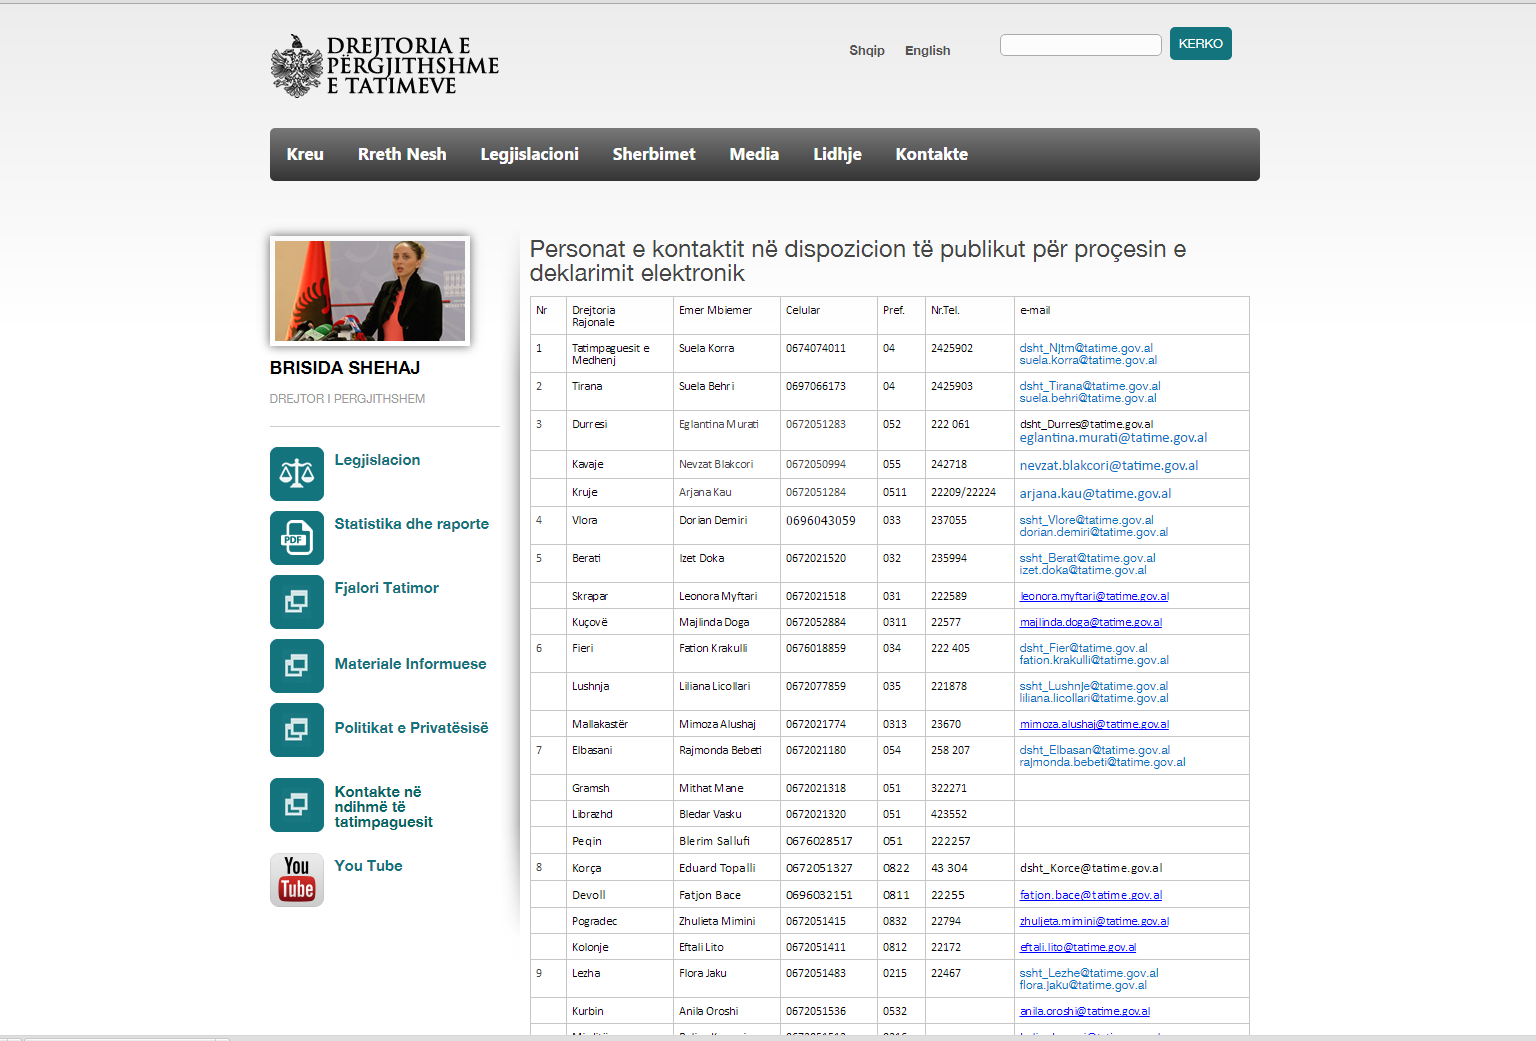 DREJTORIA E
PËRGJITHSHME
E TATIMEVE
Shqip English KERKO
Kreu Rreth Nesh Legjislacioni Sherbimet Media Lidhje Kontakte
BRISIDA SHEHAJ
DREJTOR I PERGJITHSHEM
Legjislacion
Statistika dhe raporte
PDF
Fjalori Tatimor
Materiale Informuese
Politikat e Privatësisë
Kontakte në
ndihmë të
tatimpaguesit
You Tube
You
Tube
Personat e kontaktit në dispozicion të publikut për proçesin e
deklarimit elektronik
Nr Drejtoria Rajonale Emer Mbiemer Celular Pref. Nr.Tel. e-mail
1 Tatimpaguesit e Medhenj Suela Korra 0674074011 04 2425902 dsht_Njtm@tatime.gov.al
suela.korra@tatime.gov.al
2 Tirana Suela Behri 0697066173 04 2425903 dsht_Tirana@tatime.gov.al
suela.behri@tatime.gov.al
3 Durresi Eglantina Murati 0672051283 052 222 061 dsht_Durres@tatime.gov.al
eglantina.murati@tatime.gov.al
Kavaje Nevzat Blakcori 0672050994 055 242718 nevzat.blakcori@tatime.gov.al
Kruje Arjana Kau 0672051284 0511 22209/22224 arjana.kau@tatime.gov.al
4 Vlora Dorian Demiri 0696043059 033 237055 ssht_Vlore@tatime.gov.al
dorian.demiri@tatime.gov.al
5 Berati Izet Doka 0672021520 032 235994 ssht_Berat@tatime.gov.al
izet.doka@tatime.gov.al
Skrapar Leonora Myftari 0672021518 031 222589 leonora.myftari@tatime.gov.al
Kuçovë Majlinda Doga 0672052884 0311 22577 majlinda.doga@tatime.gov.al
6 Fieri Fation Krakulli 0676018859 034 222 405 dsht_Fier@tatime.gov.al
fation.krakulli@tatime.gov.al
Lushnja Liliana Licollari 0672077859 035 221878 ssht_Lushnje@tatime.gov.al
liliana.licollari@tatime.gov.al
Mallakastër Mimoza Alushaj 0672021774 0313 23670 mimoza.alushaj@tatime.gov.al
7 Elbasani Rajmonda Bebeti 0672021180 054 258 207 dsht_Elbasan@tatime.gov.al
rajmonda.bebeti@tatime.gov.al
Gramsh Mithat Mane 0672021318 051 322271
Librazhd Bledar Vasku 0672021320 051 423552
Peqin Blerim Sallufi 0676028517 051 222257
8 Korça Eduard Topalli 0672051327 0822 43 304 dsht_Korce@tatime.gov.al
Devoll Fatjon Bace 0696032151 0811 22255 fatjon.bace@tatime.gov.al
Pogradec Zhulieta Mimini 0672051415 0832 22794 zhuljeta.mimini@tatime.gov.al
Kolonje Eftali Lito 0672051411 0812 22172 eftali.lito@tatime.gov.al
9 Lezha Flora Jaku 0672051483 0215 22467 ssht_Lezhe@tatime.gov.al
flora.jaku@tatime.gov.al
Kurbin Anila Oroshi 0672051536 0532 anila.oroshi@tatime.gov.al